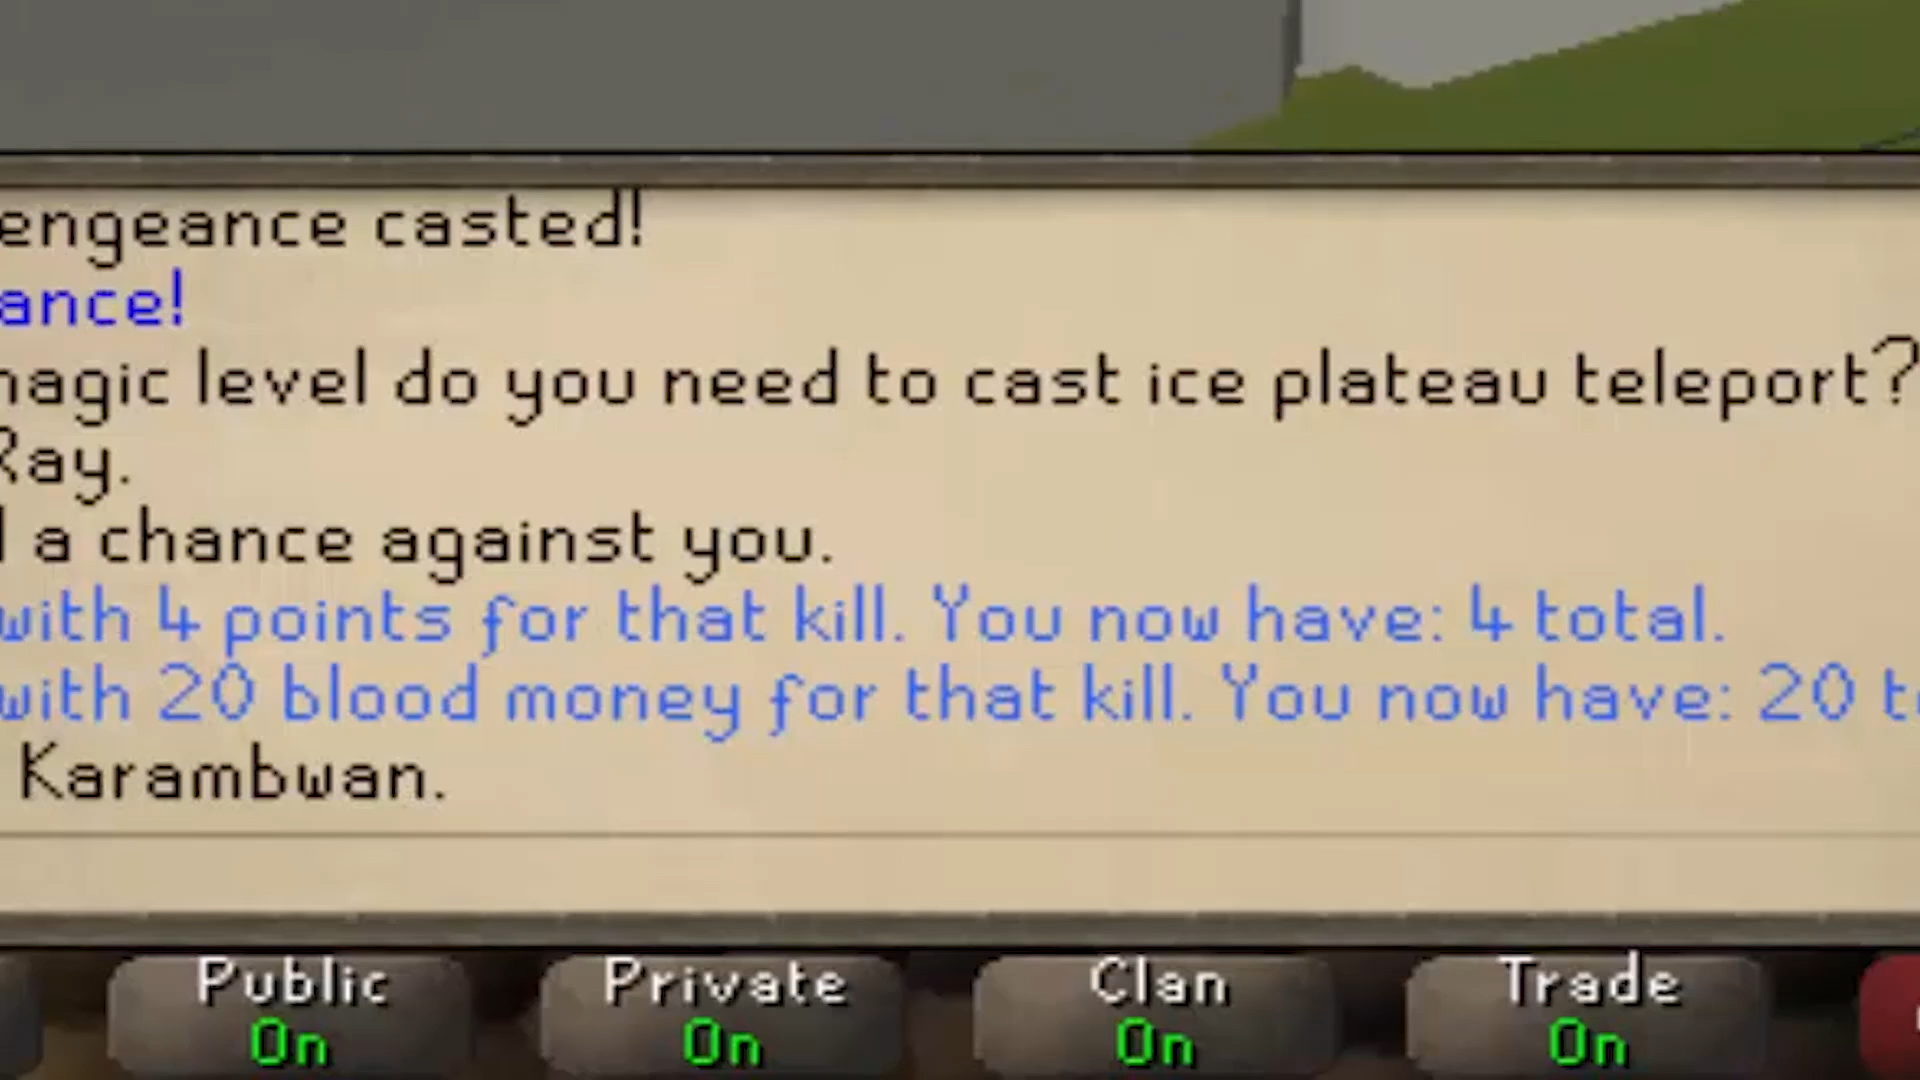 engeance casted!
ance!
magic level do you need to cast ice plateau teleport?
Ray.
a chance against you.
with 4 points for that kill. You now have: 4 total.
with 20 blood money for that kill. You now have: 20 to
Karambwan.
Public Private Clan Trade
On On On On